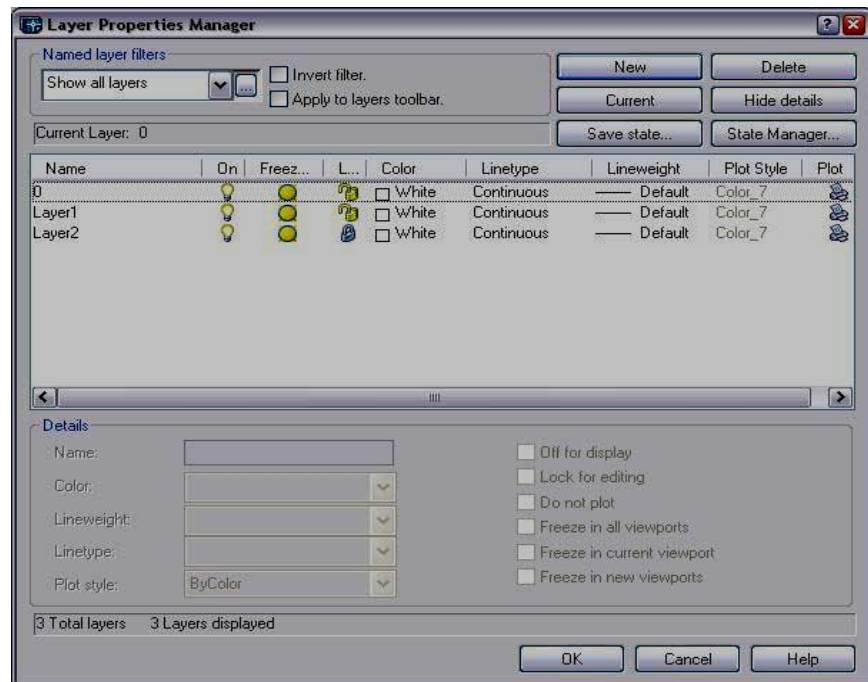 Layer Properties Manager
Named layer filters
Show all layers
...
Invert filter.
Apply to layers toolbar.
New
Delete
Current
Hide details
Current Layer: 0
Save state...
State Manager...
Name On Freez... L... Color Linetype Lineweight Plot Style Plot
0 White Continuous Default Color_7
Layer1 White Continuous Default Color_7
Layer2 White Continuous Default Color_7
Details
Name:
Color:
Lineweight:
Linetype:
Plot style: ByColor
Off for display
Lock for editing
Do not plot
Freeze in all viewports
Freeze in current viewport
Freeze in new viewports
3 Total layers 3 Layers displayed
OK
Cancel
Help